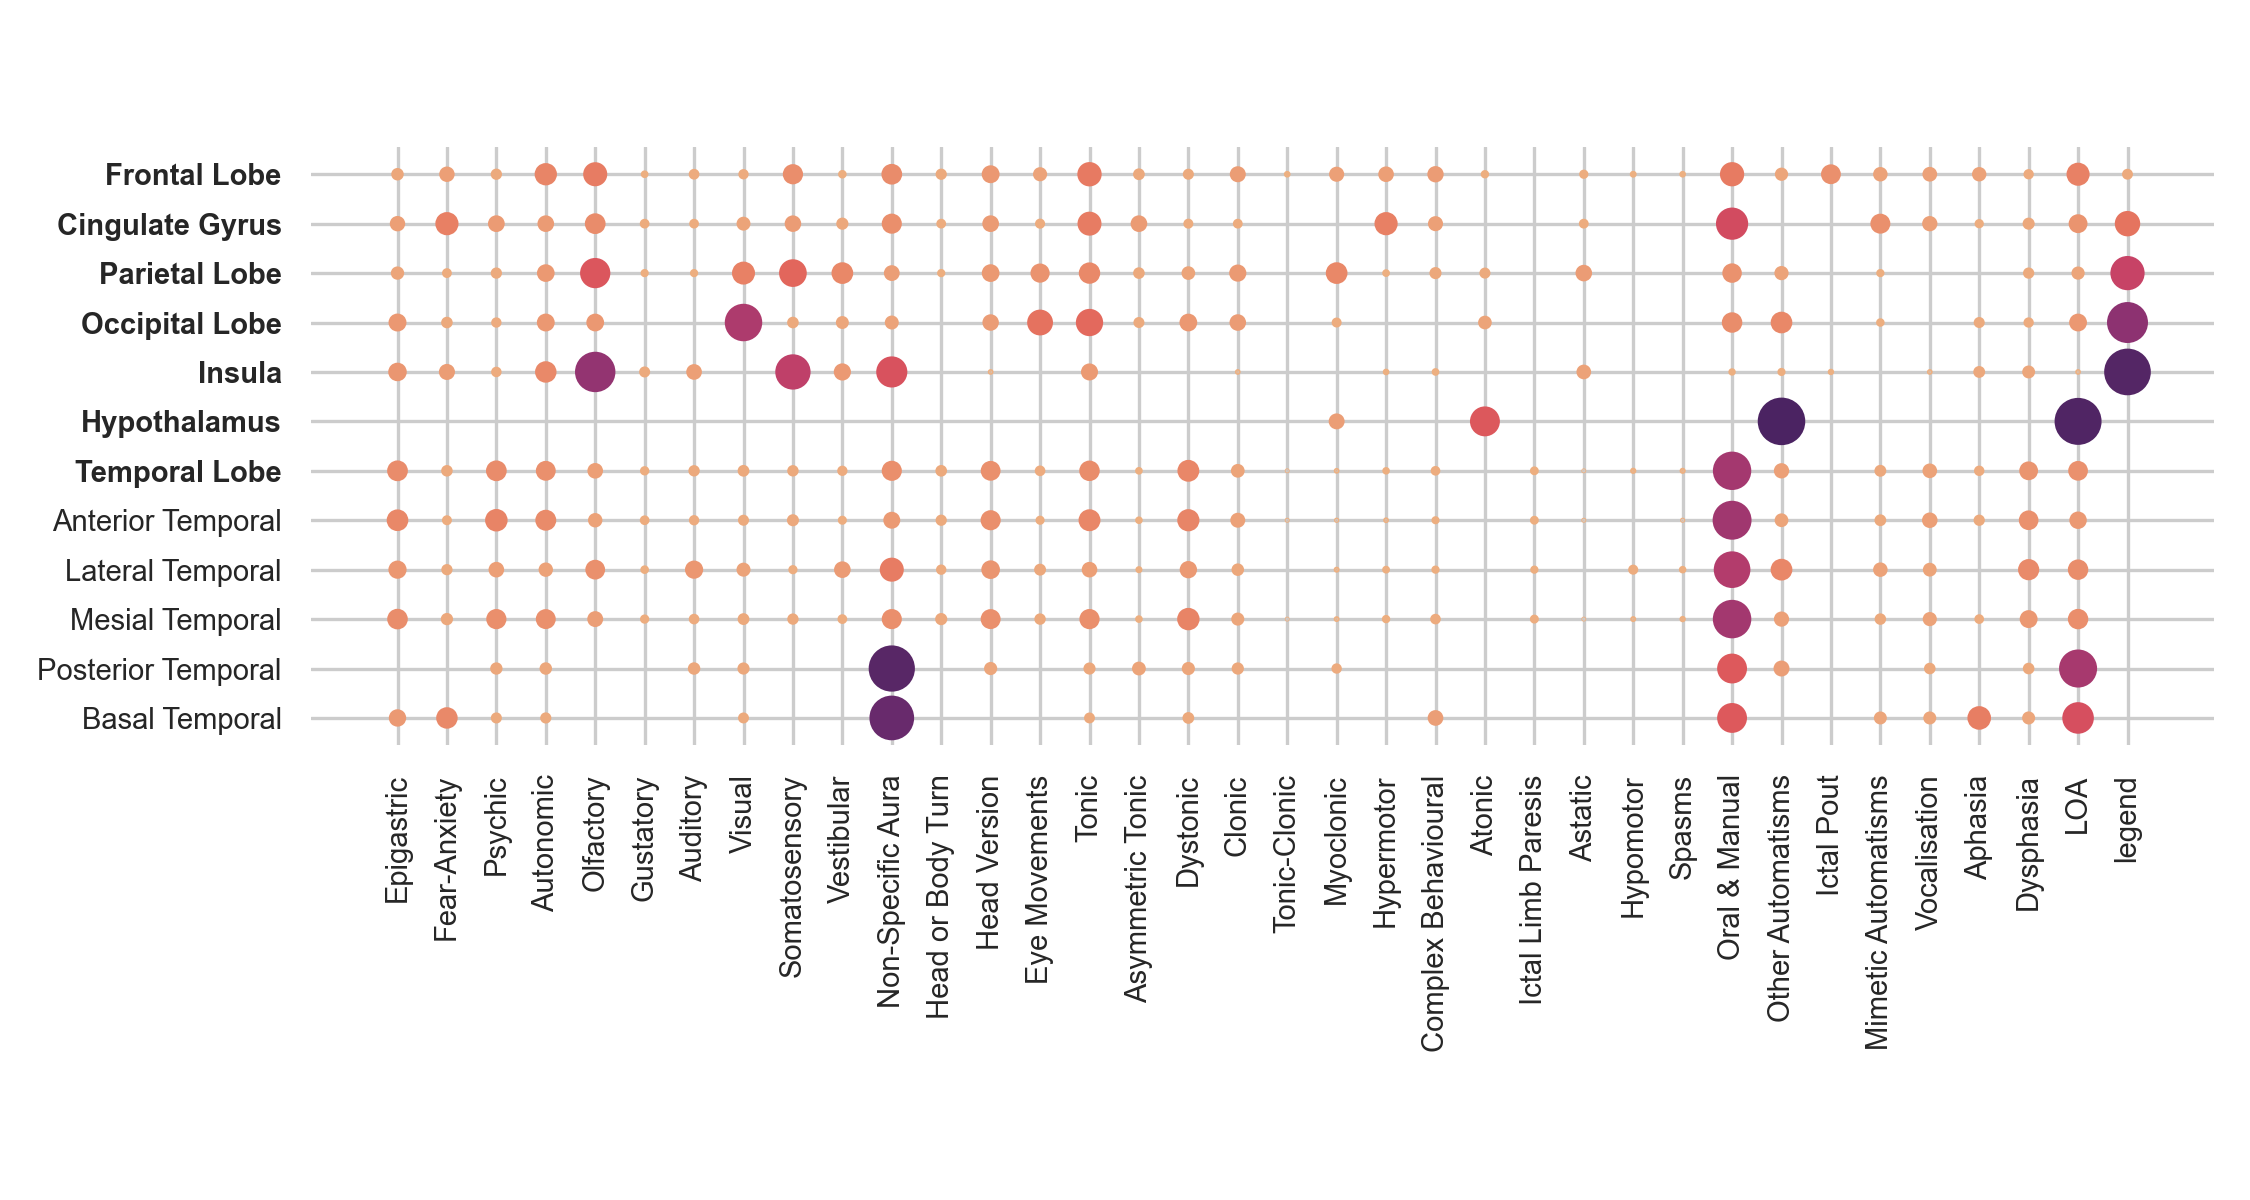 Frontal Lobe
Cingulate Gyrus
Parietal Lobe
Occipital Lobe
Insula
Hypothalamus
Temporal Lobe
Anterior Temporal
Lateral Temporal
Mesial Temporal
Posterior Temporal
Basal Temporal
Epigastric
Fear-Anxiety
Psychic
Autonomic
Olfactory
Gustatory
Auditory
Visual
Somatosensory
Vestibular
Non-Specific Aura
Head or Body Turn
Head Version
Eye Movements
Tonic
Asymmetric Tonic
Dystonic
Clonic
Tonic-Clonic
Myoclonic
Hypermotor
Complex Behavioural
Atonic
Ictal Limb Paresis
Astatic
Hypomotor
Spasms
Oral & Manual
Other Automatisms
Ictal Pout
Mimetic Automatisms
Vocalisation
Aphasia
Dysphasia
LOA
legend